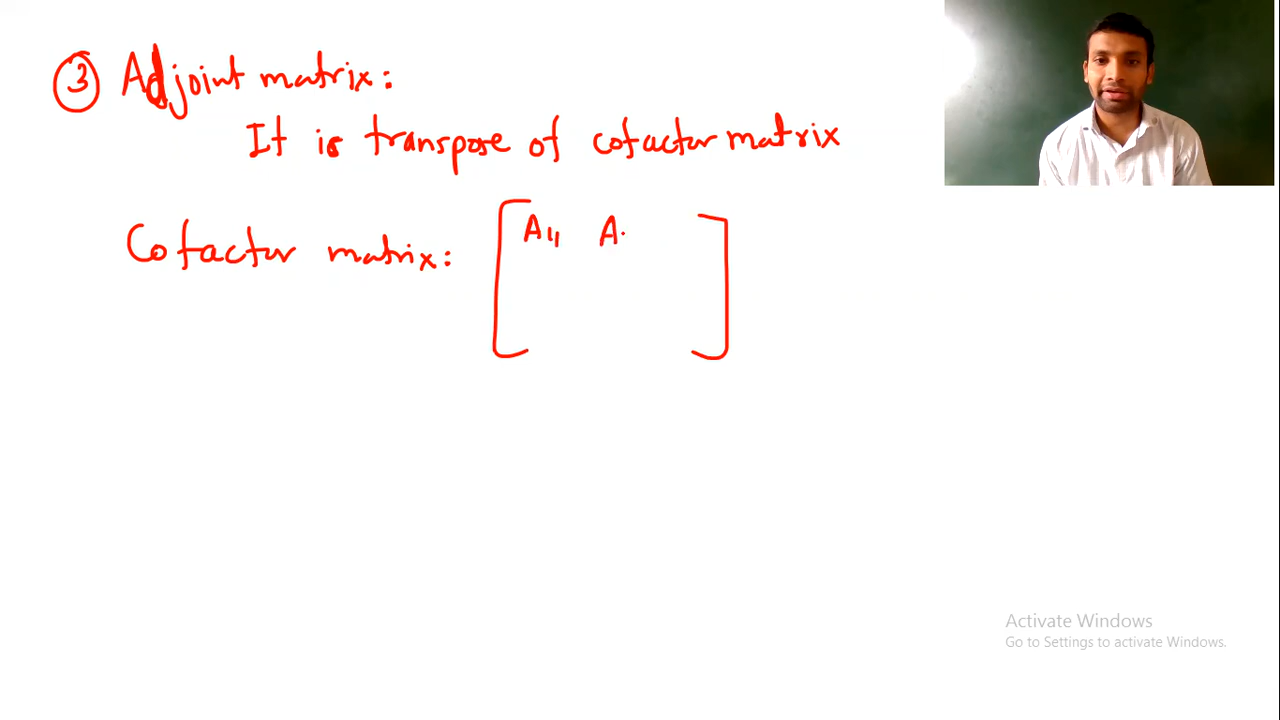 ③ Adjoint matrix:
It is transpose of cofactor matrix
Cofactor matrix: [ A₁₁ A. ]
Activate Windows
Go to Settings to activate Windows.